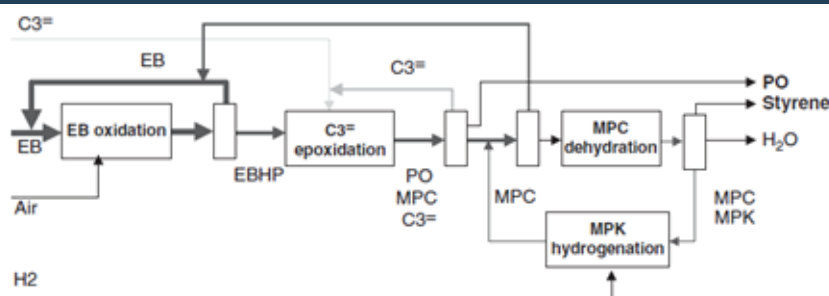 C3=
EB
C3=
PO
Styrene
EB oxidation
C3=
epoxidation
MPC
dehydration
H₂O
EB
EBHP
PO
MPC
C3=
MPC
MPC
MPK
Air
MPK
hydrogenation
H2